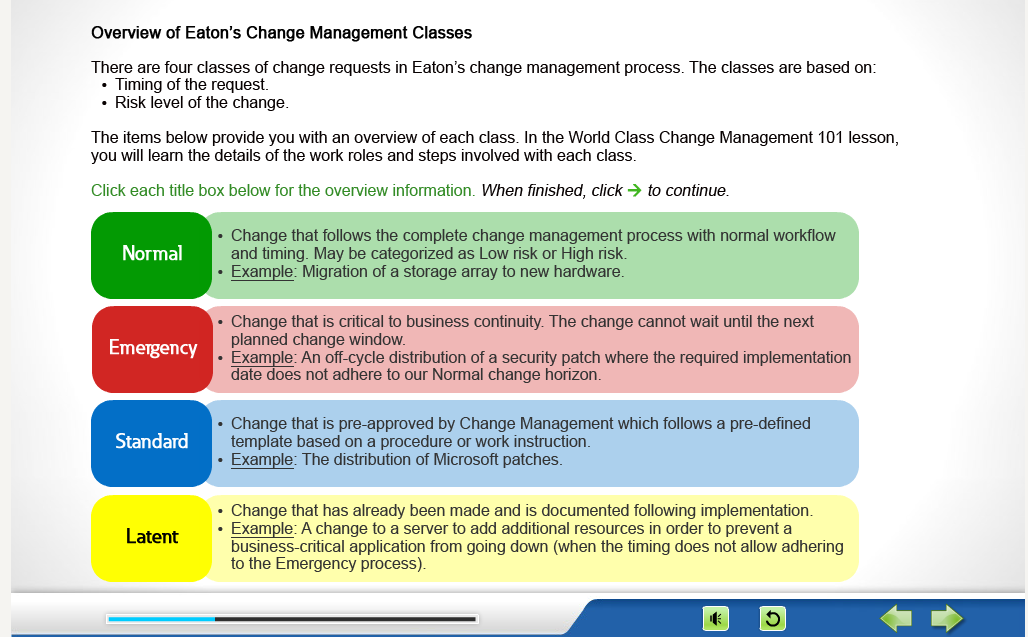 Overview of Eaton's Change Management Classes
There are four classes of change requests in Eaton's change management process. The classes are based on:
• Timing of the request.
• Risk level of the change.
The items below provide you with an overview of each class. In the World Class Change Management 101 lesson,
you will learn the details of the work roles and steps involved with each class.
Click each title box below for the overview information. When finished, click → to continue.
Normal
• Change that follows the complete change management process with normal workflow
and timing. May be categorized as Low risk or High risk.
• Example: Migration of a storage array to new hardware.
Emergency
• Change that is critical to business continuity. The change cannot wait until the next
planned change window.
• Example: An off-cycle distribution of a security patch where the required implementation
date does not adhere to our Normal change horizon.
Standard
• Change that is pre-approved by Change Management which follows a pre-defined
template based on a procedure or work instruction.
• Example: The distribution of Microsoft patches.
Latent
• Change that has already been made and is documented following implementation.
• Example: A change to a server to add additional resources in order to prevent a
business-critical application from going down (when the timing does not allow adhering
to the Emergency process).